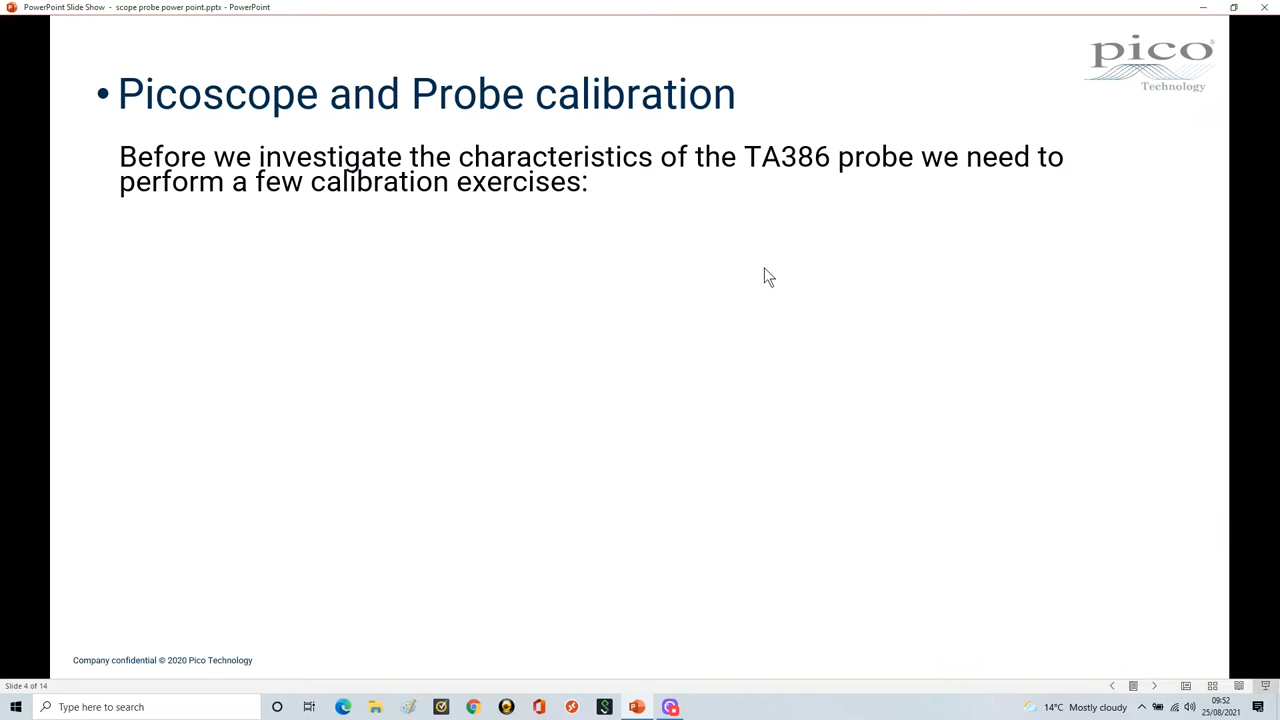 PowerPoint Slide Show - scope probe power point.pptx - PowerPoint
pico
Technology
• Picoscope and Probe calibration
Before we investigate the characteristics of the TA386 probe we need to
perform a few calibration exercises:
Company confidential © 2020 Pico Technology
Slide 4 of 14
Type here to search
14°C Mostly cloudy
09:52
25/08/2021